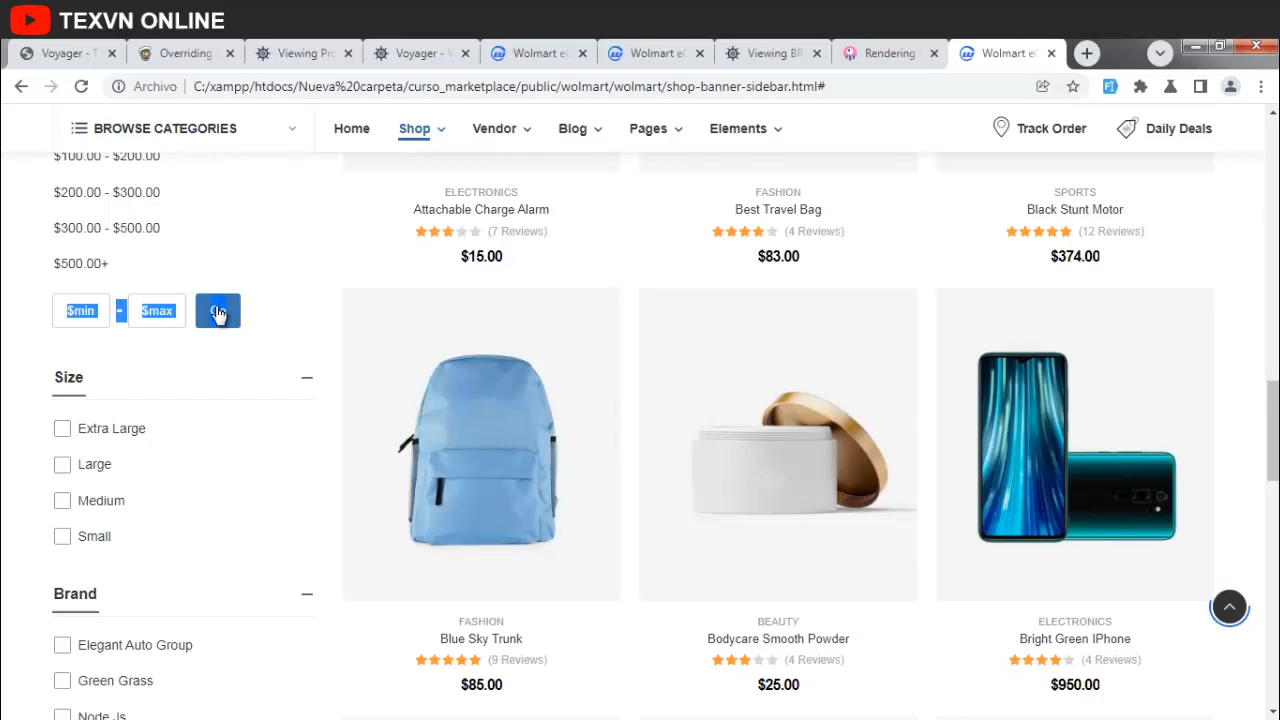 TEXVN ONLINE
Voyager - T
Overriding
Viewing Pro
Voyager - W
Wolmart eC
Wolmart eC
Viewing BR
Rendering
Wolmart eC
Archivo C:/xampp/htdocs/Nueva%20carpeta/curso_marketplace/public/wolmart/wolmart/shop-banner-sidebar.html#
BROWSE CATEGORIES
Home
Shop
Vendor
Blog
Pages
Elements
Track Order
Daily Deals
$100.00 - $200.00
$200.00 - $300.00
$300.00 - $500.00
$500.00+
$min - $max
Size
Extra Large
Large
Medium
Small
Brand
Elegant Auto Group
Green Grass
Node Js
ELECTRONICS
Attachable Charge Alarm
(7 Reviews)
$15.00
FASHION
Best Travel Bag
(4 Reviews)
$83.00
SPORTS
Black Stunt Motor
(12 Reviews)
$374.00
FASHION
Blue Sky Trunk
(9 Reviews)
$85.00
BEAUTY
Bodycare Smooth Powder
(4 Reviews)
$25.00
ELECTRONICS
Bright Green IPhone
(4 Reviews)
$950.00